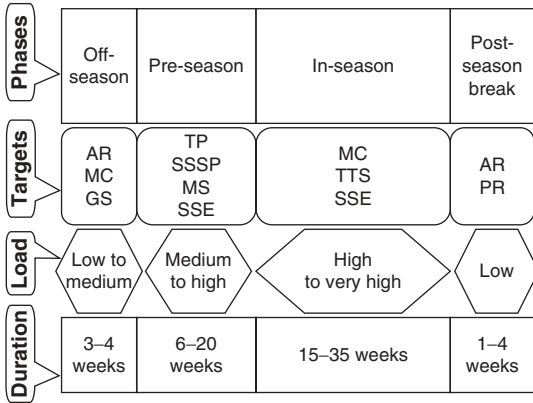 Phases
Off-
season
Pre-season
In-season
Post-
season
break
Targets
AR
MC
GS
TP
SSSP
MS
SSE
MC
TTS
SSE
AR
PR
Load
Low to
medium
Medium
to high
High
to very high
Low
Duration
3–4
weeks
6–20
weeks
15–35 weeks
1–4
weeks